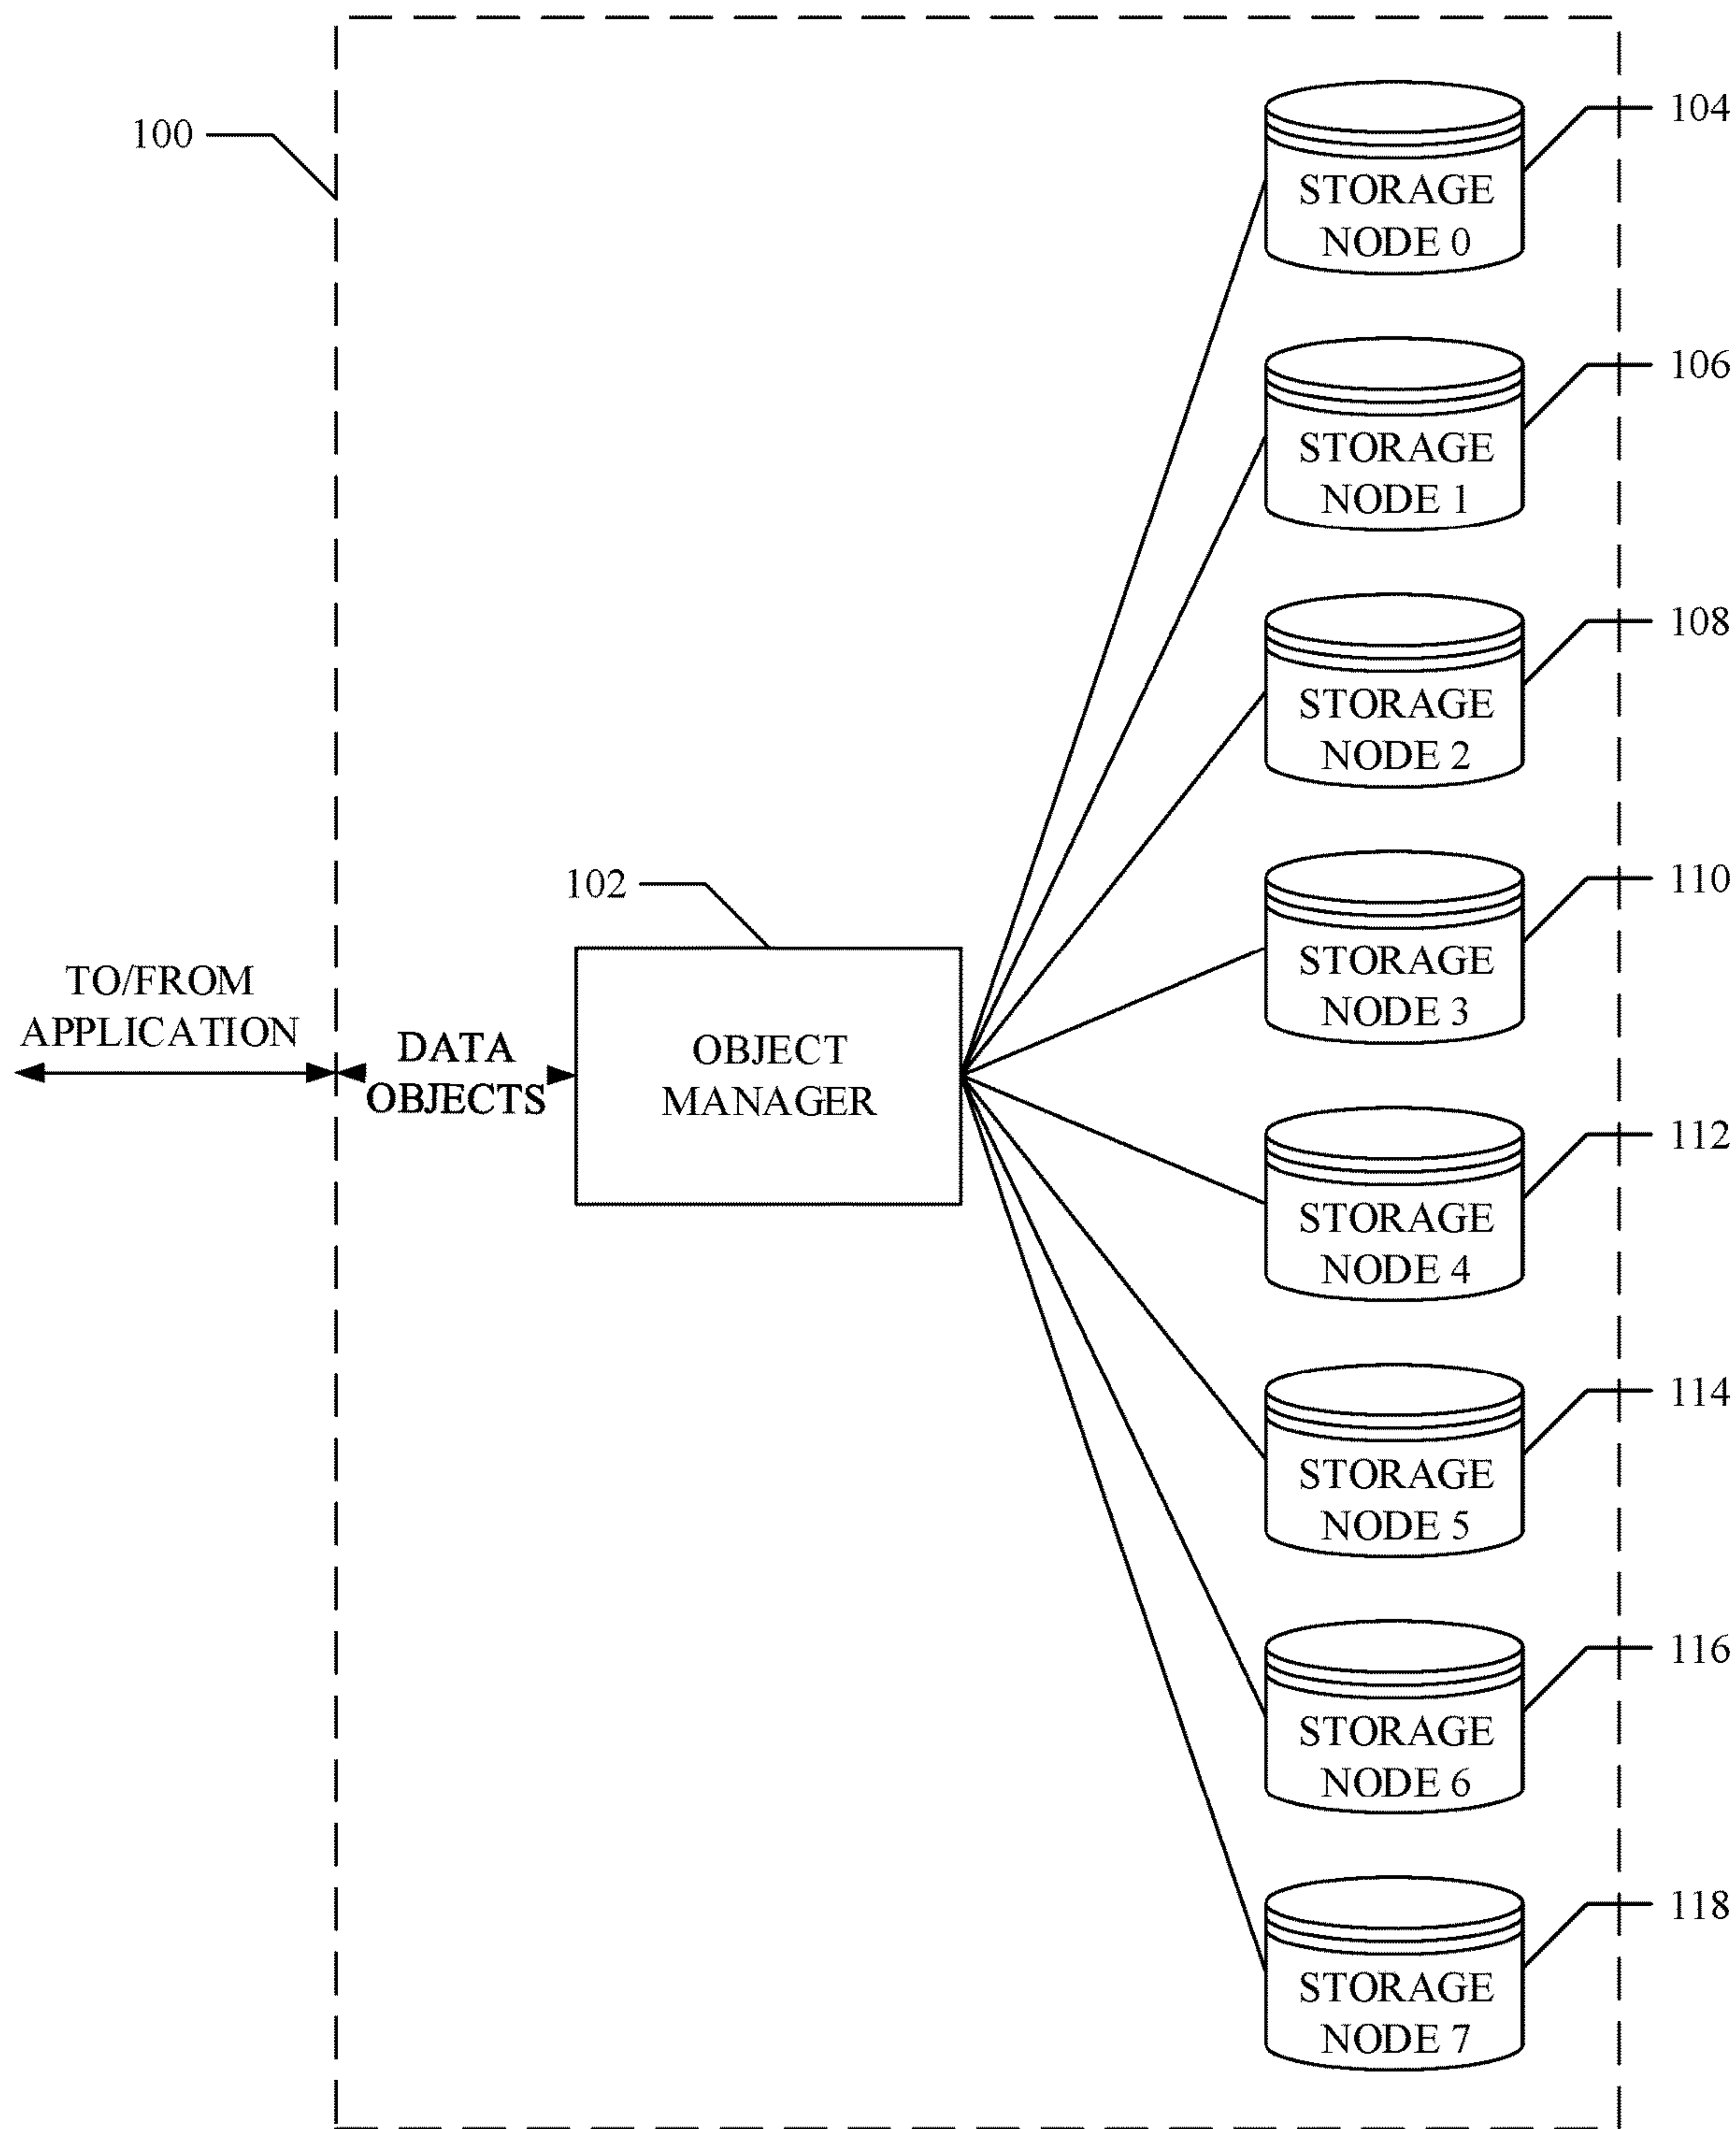 104
100
STORAGE
NODE 0
106
STORAGE
NODE 1
108
STORAGE
NODE 2
102
110
STORAGE
NODE 3
TO/FROM
APPLICATION
DATA
OBJECTS
OBJECT
MANAGER
112
STORAGE
NODE 4
114
STORAGE
NODE 5
116
STORAGE
NODE 6
118
STORAGE
NODE 7